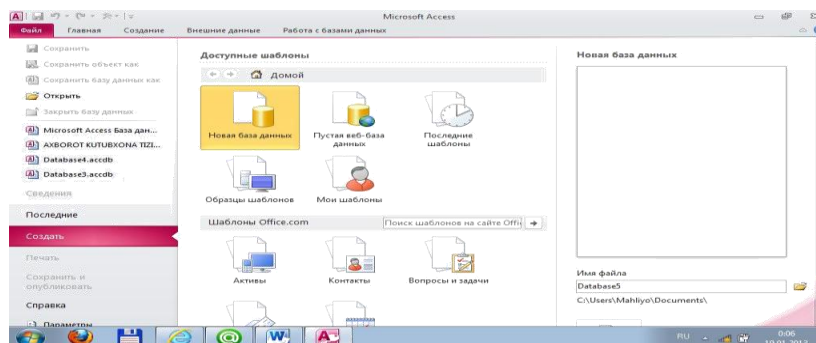 Microsoft Access
Файл Главная Создание Внешние данные Работа с базами данных
Сохранить
Сохранить объект как
Сохранить базу данных как
Открыть
Закрыть базу данных
Microsoft Access База дан...
AXBOROT KUTUBXONA TIZI...
Database4.accdb
Database3.accdb
Сведения
Последние
Создать
Печать
Сохранить и
опубликовать
Справка
Параметры
Доступные шаблоны
Домой
Новая база данных
Пустая веб-база
данных
Последние
шаблоны
Образцы шаблонов
Мои шаблоны
Шаблоны Office.com
Поиск шаблонов на сайте Offi
Активы
Контакты
Вопросы и задачи
Новая база данных
Имя файла
Database5
C:\Users\Mahliyo\Documents\
RU
0:06
10.01.2017